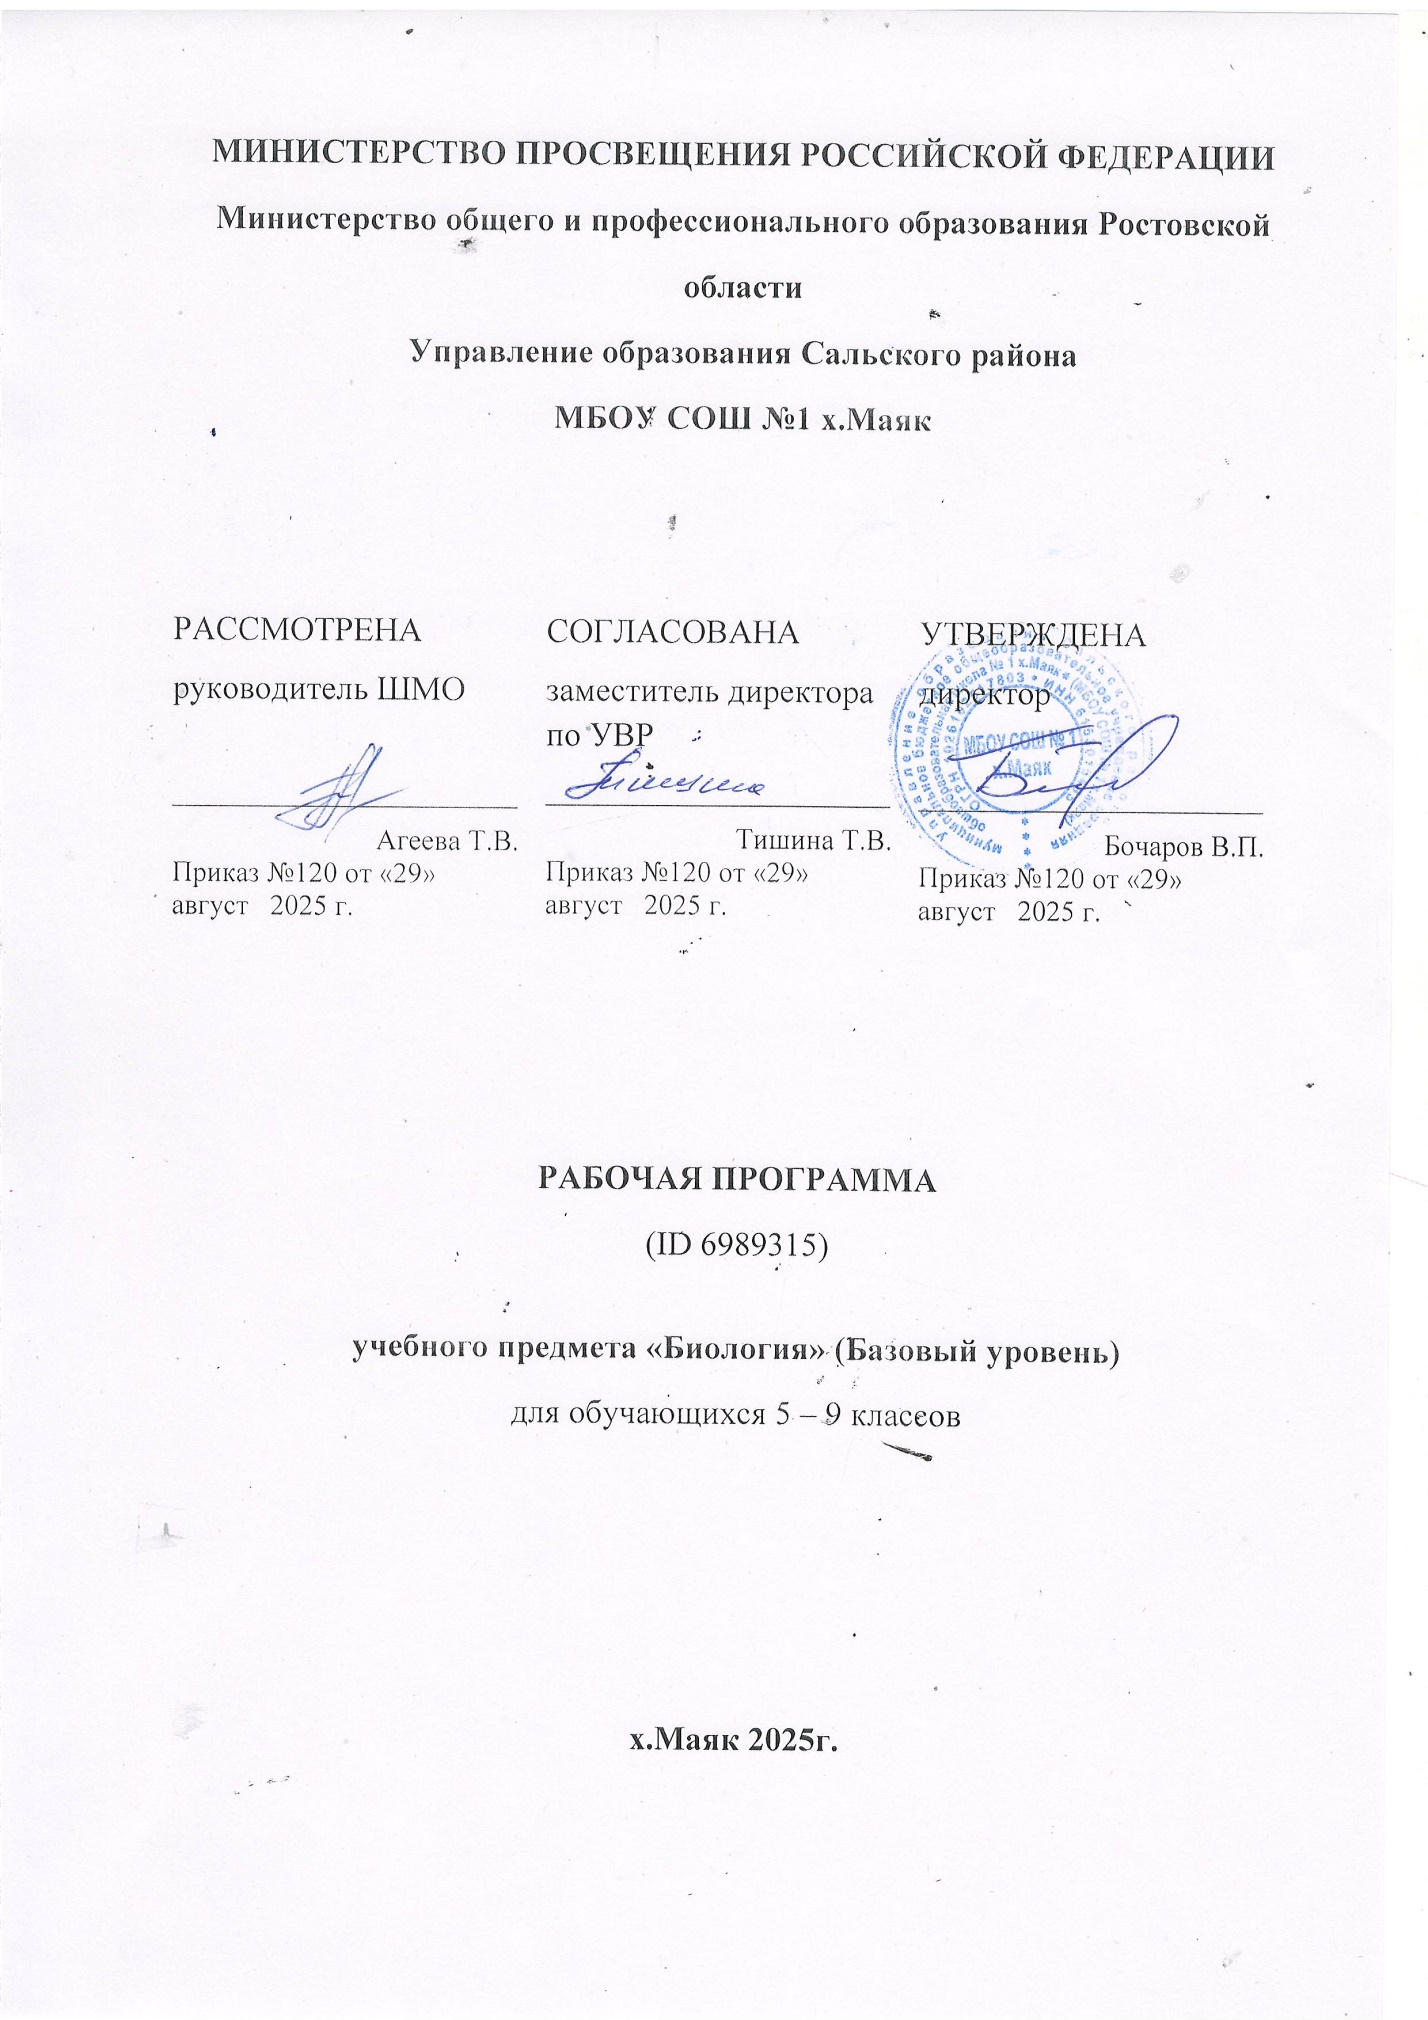 МИНИСТЕРСТВО ПРОСВЕЩЕНИЯ РОССИЙСКОЙ ФЕДЕРАЦИИ
Министерство общего и профессионального образования Ростовской
области
Управление образования Сальского района
МБОУ СОШ №1 х.Маяк
РАССМОТРЕНА
руководитель ШМО
Агеева Т.В.
Приказ №120 от «29»
август 2025 г.
СОГЛАСОВАНА
заместитель директора
по УВР
Тишина Т.В.
Приказ №120 от «29»
август 2025 г.
УТВЕРЖДЕНА
директор
МБОУ СОШ № 1
х.Маяк
Бочаров В.П.
Приказ №120 от «29»
август 2025 г.
РАБОЧАЯ ПРОГРАММА
(ID 6989315)
учебного предмета «Биология» (Базовый уровень)
для обучающихся 5 – 9 классов
х.Маяк 2025г.